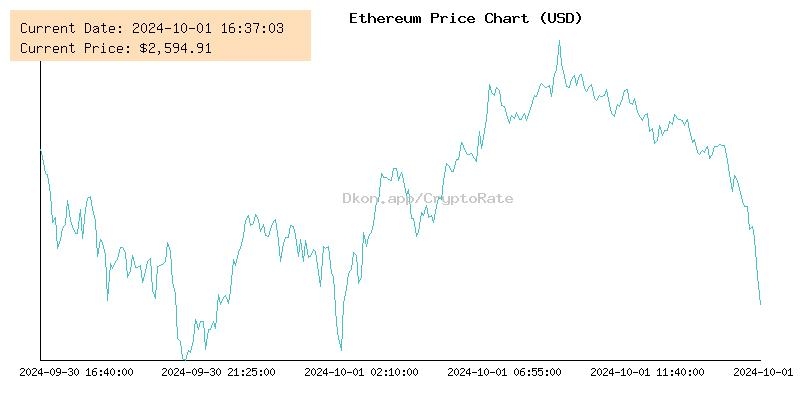 Ethereum Price Chart (USD)
Current Date: 2024-10-01 16:37:03
Current Price: $2,594.91
Dkon.app/CryptoRate
2024-09-30 16:40:00 2024-09-30 21:25:00 2024-10-01 02:10:00 2024-10-01 06:55:00 2024-10-01 11:40:00 2024-10-01